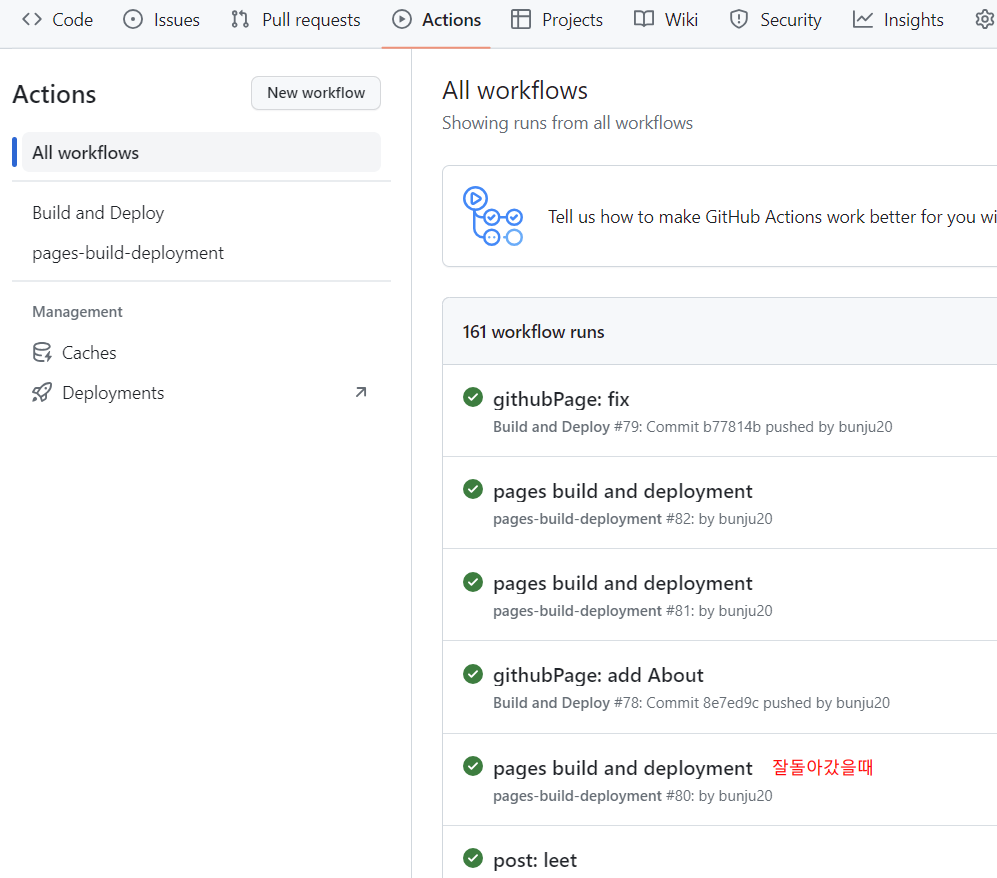 Code Issues Pull requests Actions Projects Wiki Security Insights
Actions
New workflow
All workflows
Build and Deploy
pages-build-deployment
Management
Caches
Deployments
All workflows
Showing runs from all workflows
Tell us how to make GitHub Actions work better for you wi
161 workflow runs
githubPage: fix
Build and Deploy #79: Commit b77814b pushed by bunju20
pages build and deployment
pages-build-deployment #82: by bunju20
pages build and deployment
pages-build-deployment #81: by bunju20
githubPage: add About
Build and Deploy #78: Commit 8e7ed9c pushed by bunju20
pages build and deployment 잘돌아갔을때
pages-build-deployment #80: by bunju20
post: leet